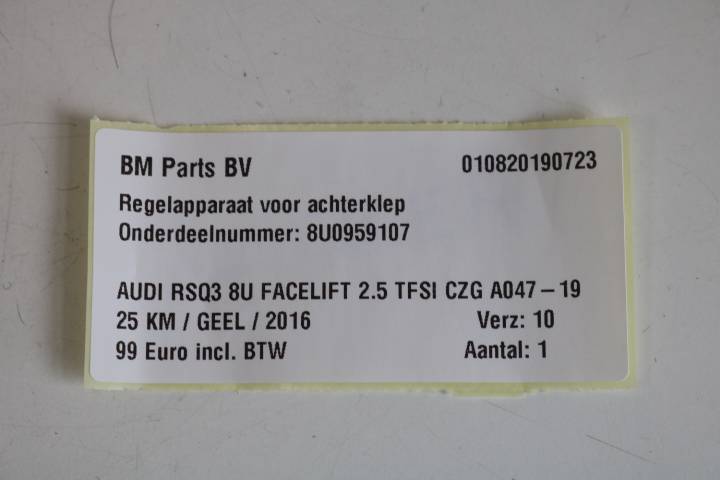 BM Parts BV 010820190723
Regelapparaat voor achterklep
Onderdeelnummer: 8U0959107
AUDI RSQ3 8U FACELIFT 2.5 TFSI CZG A047-19
25 KM / GEEL / 2016 Verz: 10
99 Euro incl. BTW Aantal: 1